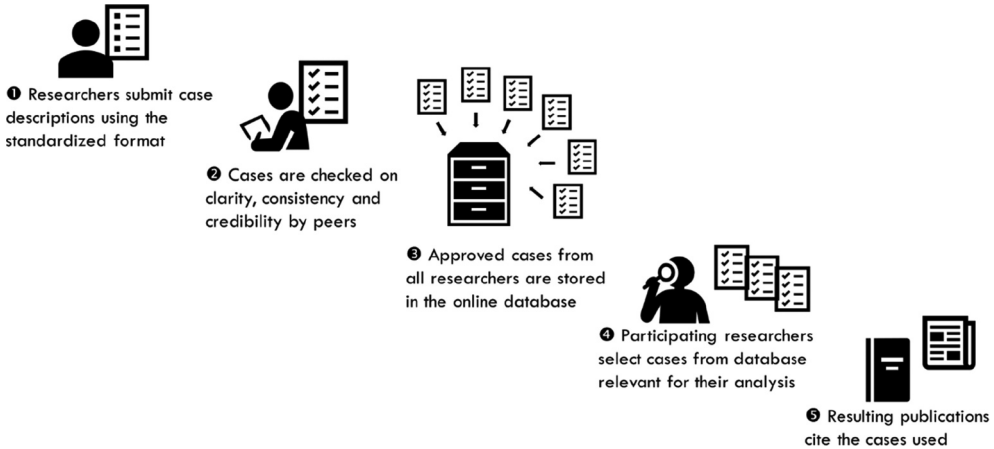 ❶ Researchers submit case
descriptions using the
standardized format
❷ Cases are checked on
clarity, consistency and
credibility by peers
❸ Approved cases from
all researchers are stored
in the online database
❹ Participating researchers
select cases from database
relevant for their analysis
❺ Resulting publications
cite the cases used